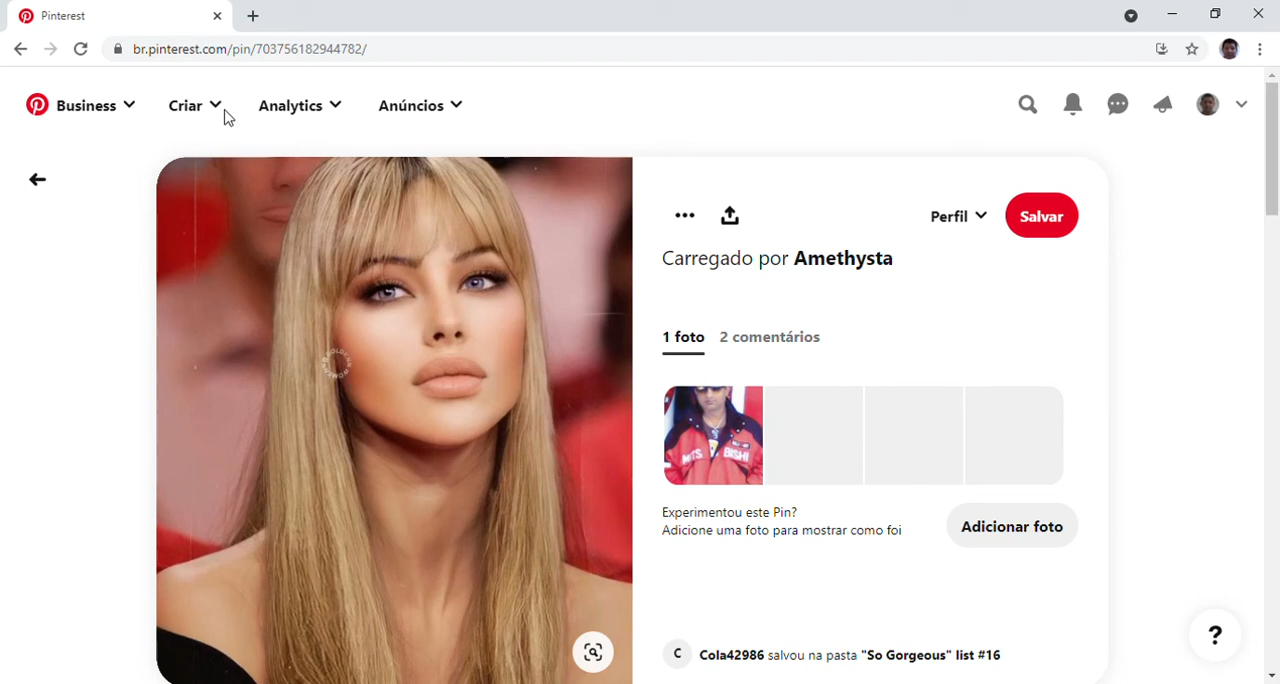 Pinterest
br.pinterest.com/pin/703756182944782/
Business Criar Analytics Anúncios
Perfil Salvar
Carregado por Amethysta
1 foto 2 comentários
Experimentou este Pin?
Adicione uma foto para mostrar como foi
Adicionar foto
C Cola42986 salvou na pasta "So Gorgeous" list #16
?